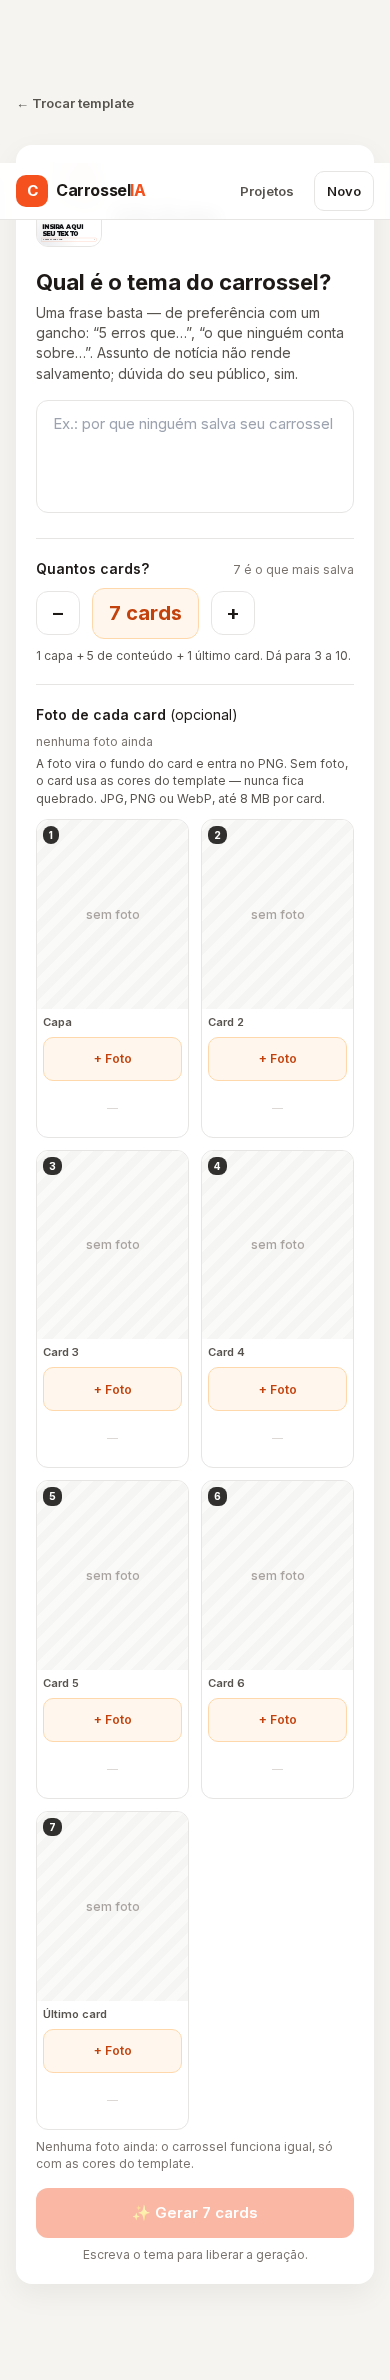 ← Trocar template
C CarrosselIA Projetos Novo
INSIRA AQUI
SEU TEXTO
Qual é o tema do carrossel?
Uma frase basta — de preferência com um
gancho: “5 erros que…”, “o que ninguém conta
sobre…”. Assunto de notícia não rende
salvamento; dúvida do seu público, sim.
Ex.: por que ninguém salva seu carrossel
Quantos cards? 7 é o que mais salva
− 7 cards +
1 capa + 5 de conteúdo + 1 último card. Dá para 3 a 10.
Foto de cada card (opcional)
nenhuma foto ainda
A foto vira o fundo do card e entra no PNG. Sem foto,
o card usa as cores do template — nunca fica
quebrado. JPG, PNG ou WebP, até 8 MB por card.
1 2
sem foto sem foto
Capa Card 2
+ Foto + Foto
— —
3 4
sem foto sem foto
Card 3 Card 4
+ Foto + Foto
— —
5 6
sem foto sem foto
Card 5 Card 6
+ Foto + Foto
— —
7
sem foto
Último card
+ Foto
—
Nenhuma foto ainda: o carrossel funciona igual, só
com as cores do template.
✨ Gerar 7 cards
Escreva o tema para liberar a geração.